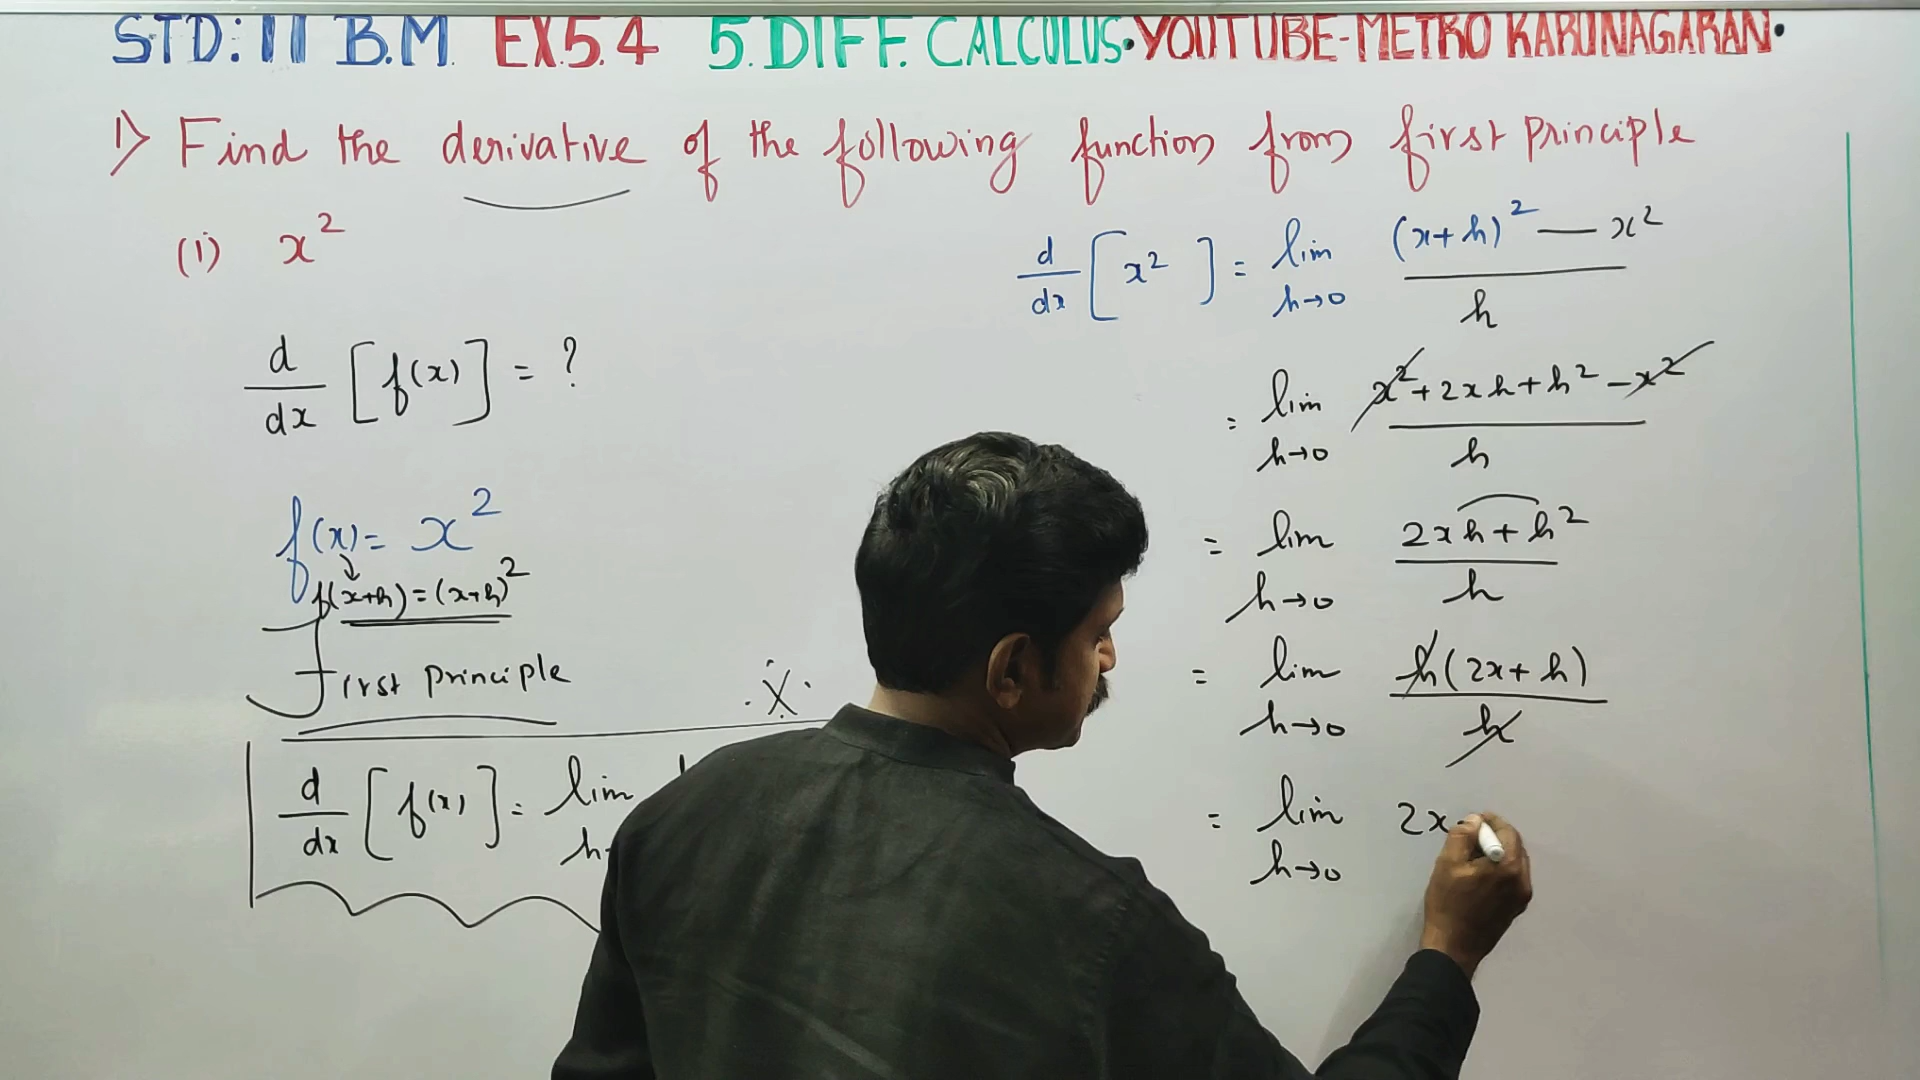 STD: 11 B.M. EX.5.4 5. DIFF. CALCULUS • YOUTUBE-METRO KARUNAGARAN •
1) Find the derivative of the following function from first principle
(i) x²
d/dx [f(x)] = ?
f(x) = x²
f(x+h) = (x+h)²
first principle
d/dx [f(x)] = lim
d/dx [x²] = lim h→0 (x+h)² — x² / h
= lim h→0 x² + 2xh + h² - x² / h
= lim h→0 2xh + h² / h
= lim h→0 h(2x + h) / h
= lim h→0 2x